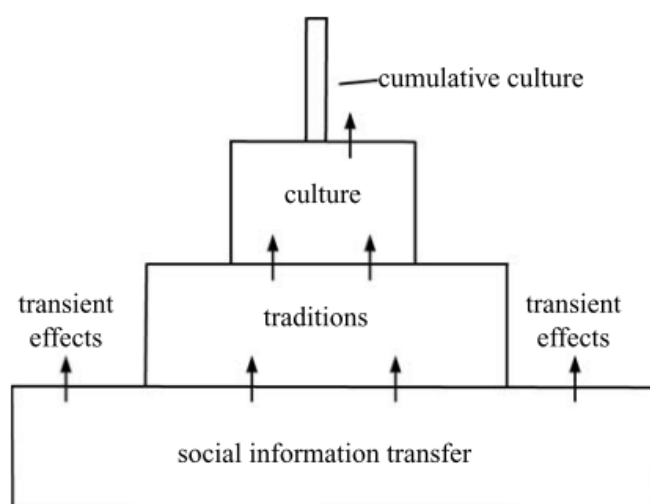 cumulative culture
culture
transient
effects
traditions
transient
effects
social information transfer